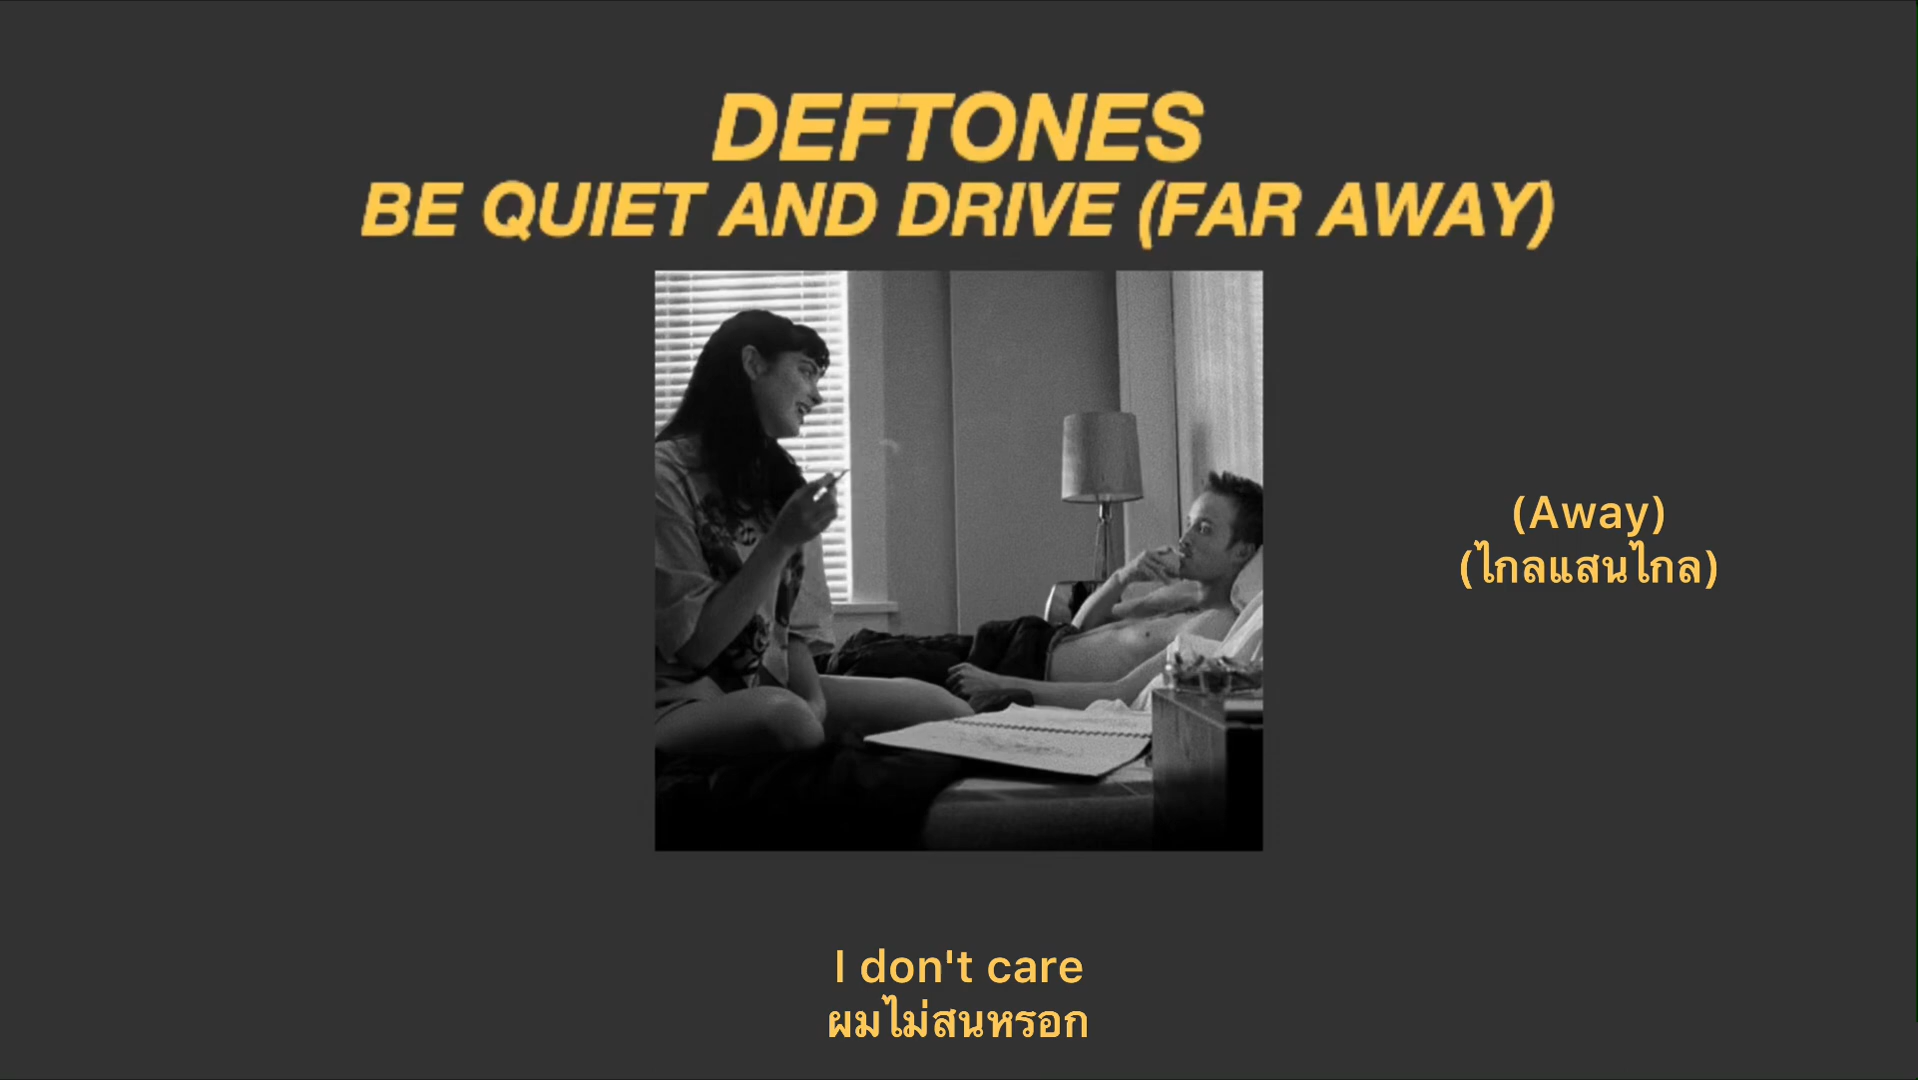 DEFTONES
BE QUIET AND DRIVE (FAR AWAY)
(Away)
(ไกลแสนไกล)
I don't care
ผมไม่สนหรอก